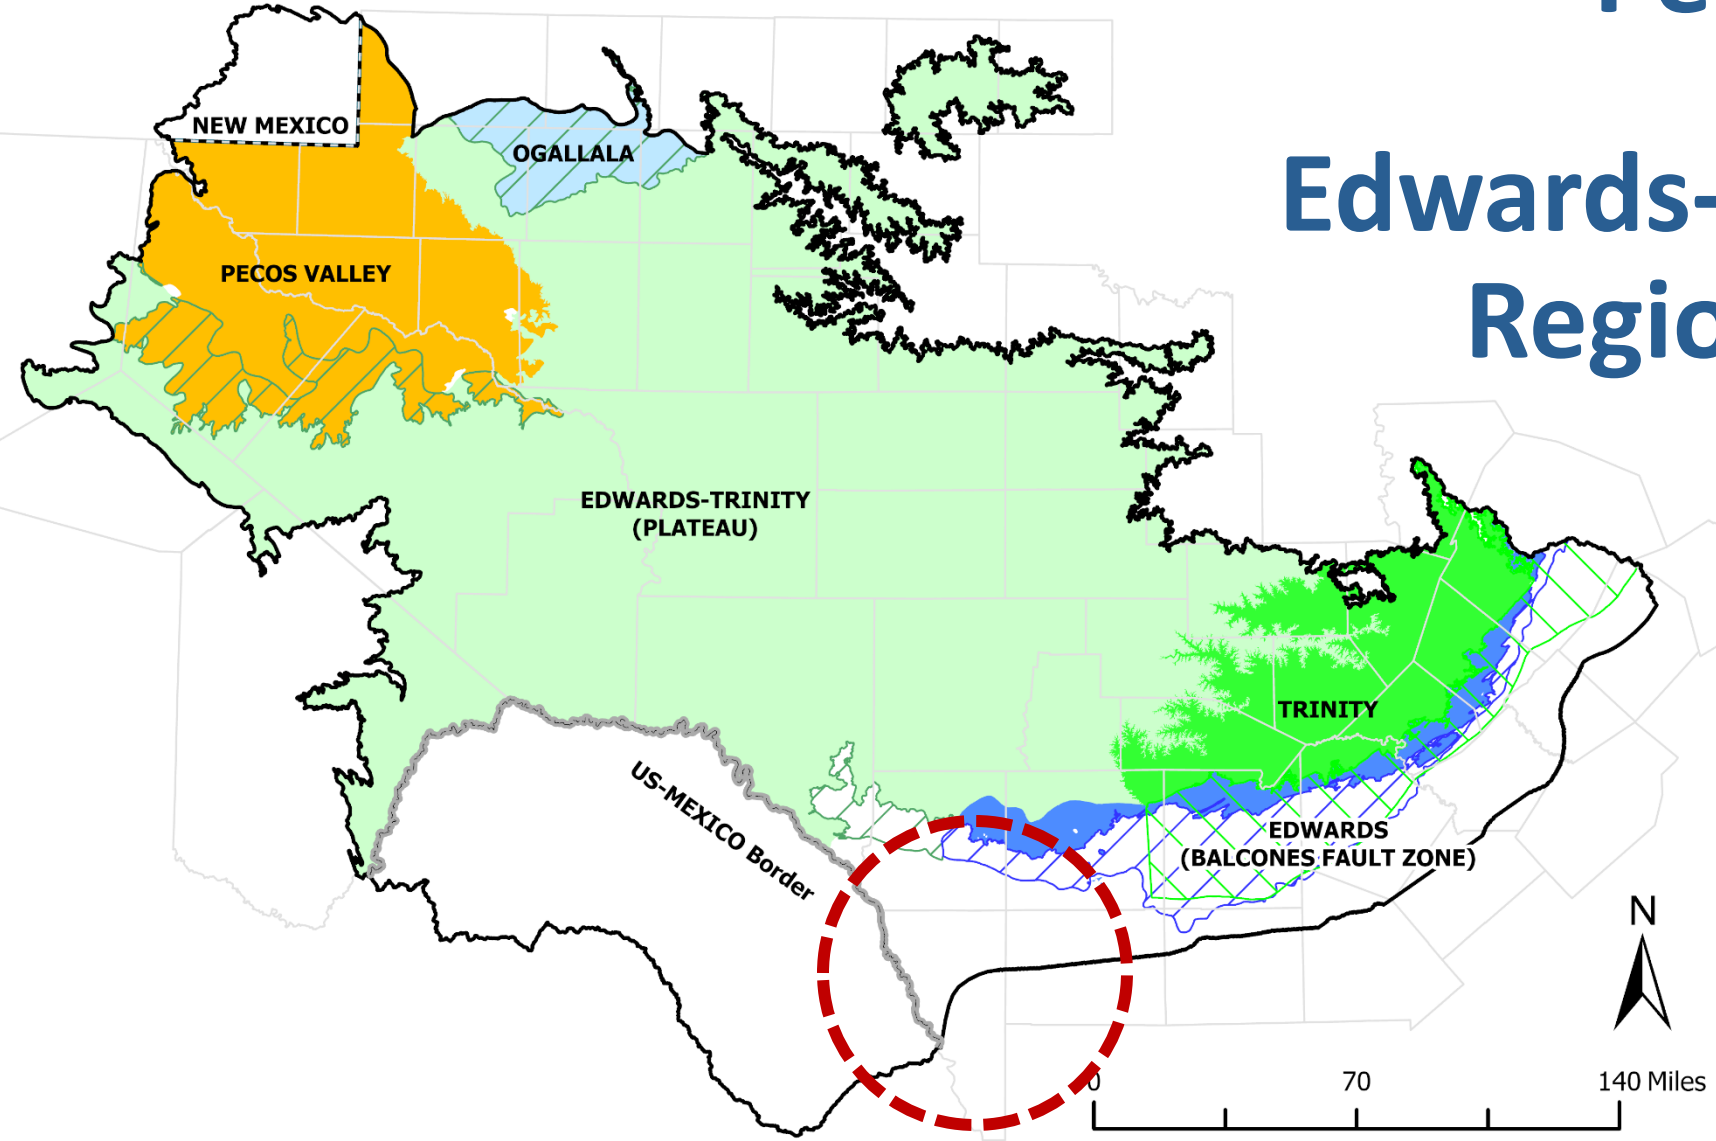 Edwards-
Regio
NEW MEXICO
OGALLALA
PECOS VALLEY
EDWARDS-TRINITY
(PLATEAU)
TRINITY
US-MEXICO Border
EDWARDS
(BALCONES FAULT ZONE)
N
0 70 140 Miles